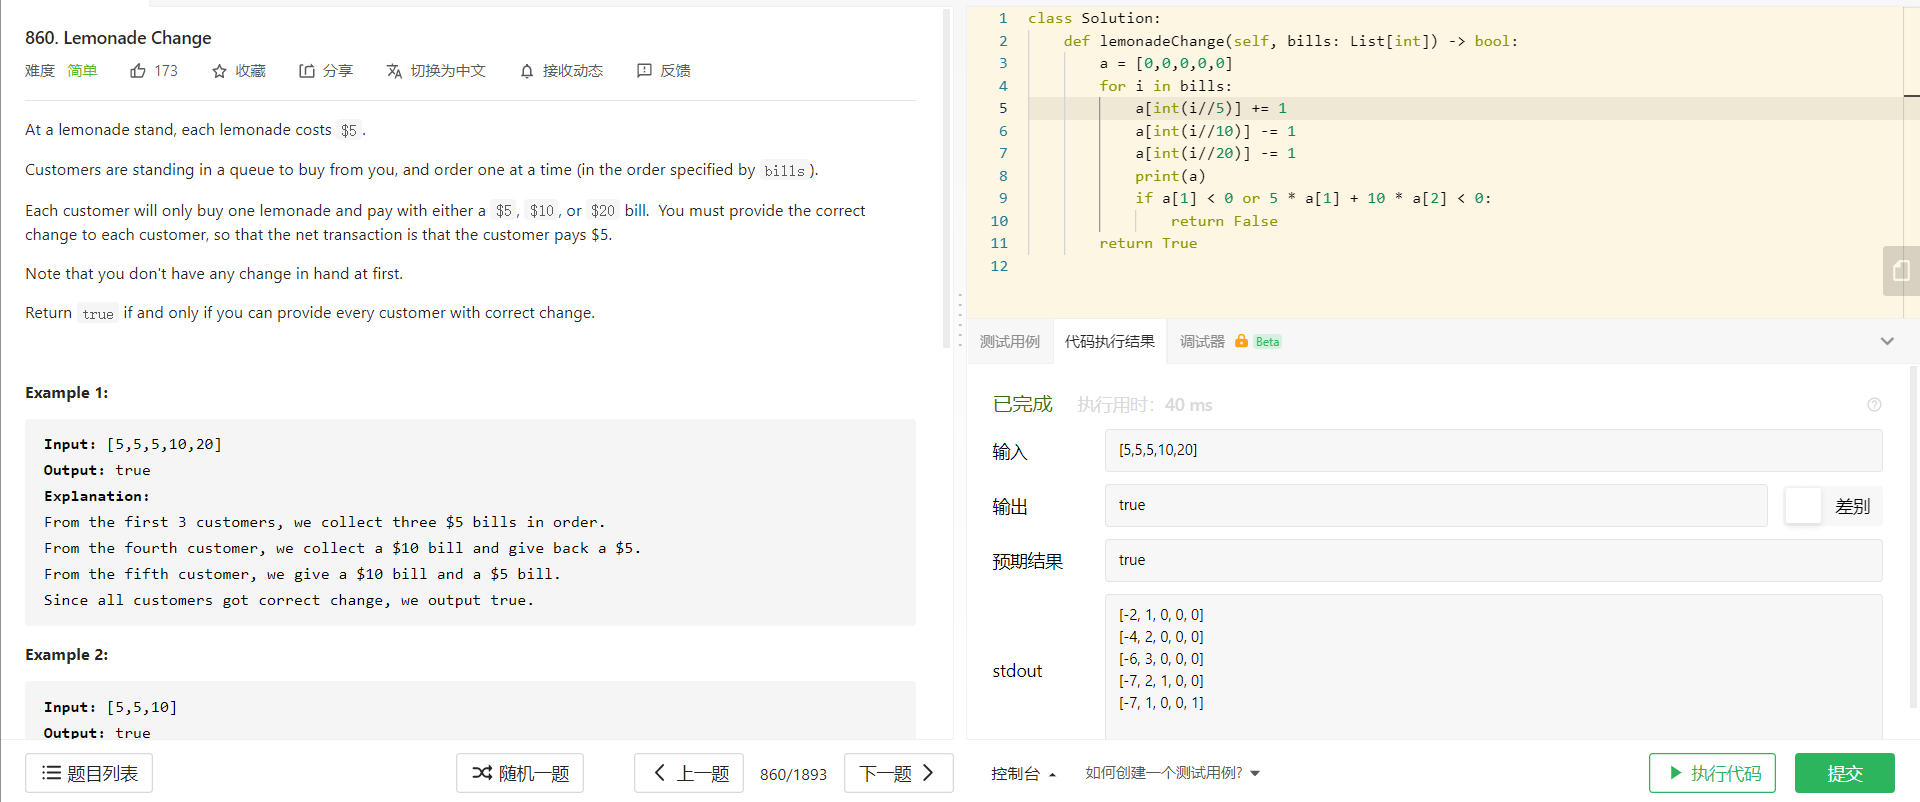 860. Lemonade Change
难度 简单 173 收藏 分享 切换为中文 接收动态 反馈
At a lemonade stand, each lemonade costs $5 .
Customers are standing in a queue to buy from you, and order one at a time (in the order specified by bills ).
Each customer will only buy one lemonade and pay with either a $5 , $10 , or $20 bill. You must provide the correct
change to each customer, so that the net transaction is that the customer pays $5.
Note that you don't have any change in hand at first.
Return true if and only if you can provide every customer with correct change.
Example 1:
Input: [5,5,5,10,20]
Output: true
Explanation:
From the first 3 customers, we collect three $5 bills in order.
From the fourth customer, we collect a $10 bill and give back a $5.
From the fifth customer, we give a $10 bill and a $5 bill.
Since all customers got correct change, we output true.
Example 2:
Input: [5,5,10]
Output: true
题目列表 随机一题 上一题 860/1893 下一题
1 class Solution:
2 def lemonadeChange(self, bills: List[int]) -> bool:
3 a = [0,0,0,0,0]
4 for i in bills:
5 a[int(i//5)] += 1
6 a[int(i//10)] -= 1
7 a[int(i//20)] -= 1
8 print(a)
9 if a[1] < 0 or 5 * a[1] + 10 * a[2] < 0:
10 return False
11 return True
12
测试用例 代码执行结果 调试器 Beta
已完成 执行用时: 40 ms
输入 [5,5,5,10,20]
输出 true 差别
预期结果 true
stdout
[-2, 1, 0, 0, 0]
[-4, 2, 0, 0, 0]
[-6, 3, 0, 0, 0]
[-7, 2, 1, 0, 0]
[-7, 1, 0, 0, 1]
控制台 如何创建一个测试用例? 执行代码 提交